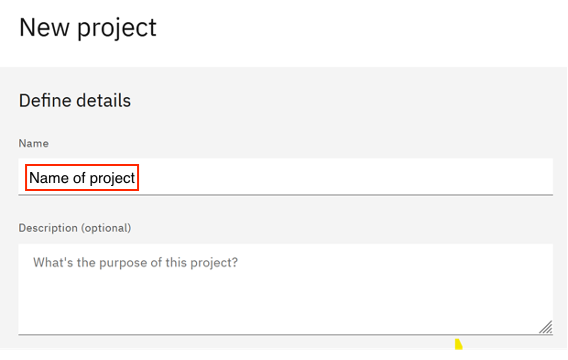 New project
Define details
Name
Name of project
Description (optional)
What's the purpose of this project?